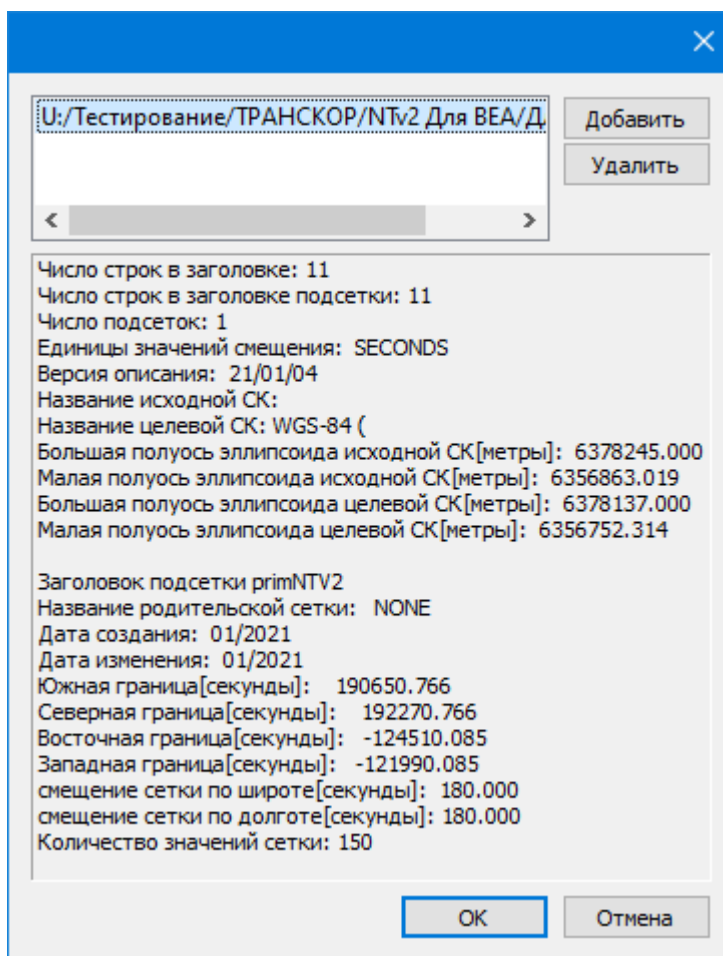 U:/Тестирование/ТРАНСКОР/NTv2 Для ВЕА/Д
Добавить
Удалить
Число строк в заголовке: 11
Число строк в заголовке подсетки: 11
Число подсеток: 1
Единицы значений смещения: SECONDS
Версия описания: 21/01/04
Название исходной СК:
Название целевой СК: WGS-84 (
Большая полуось эллипсоида исходной СК[метры]: 6378245.000
Малая полуось эллипсоида исходной СК[метры]: 6356863.019
Большая полуось эллипсоида целевой СК[метры]: 6378137.000
Малая полуось эллипсоида целевой СК[метры]: 6356752.314
Заголовок подсетки primNTV2
Название родительской сетки: NONE
Дата создания: 01/2021
Дата изменения: 01/2021
Южная граница[секунды]: 190650.766
Северная граница[секунды]: 192270.766
Восточная граница[секунды]: -124510.085
Западная граница[секунды]: -121990.085
смещение сетки по широте[секунды]: 180.000
смещение сетки по долготе[секунды]: 180.000
Количество значений сетки: 150
ОК
Отмена